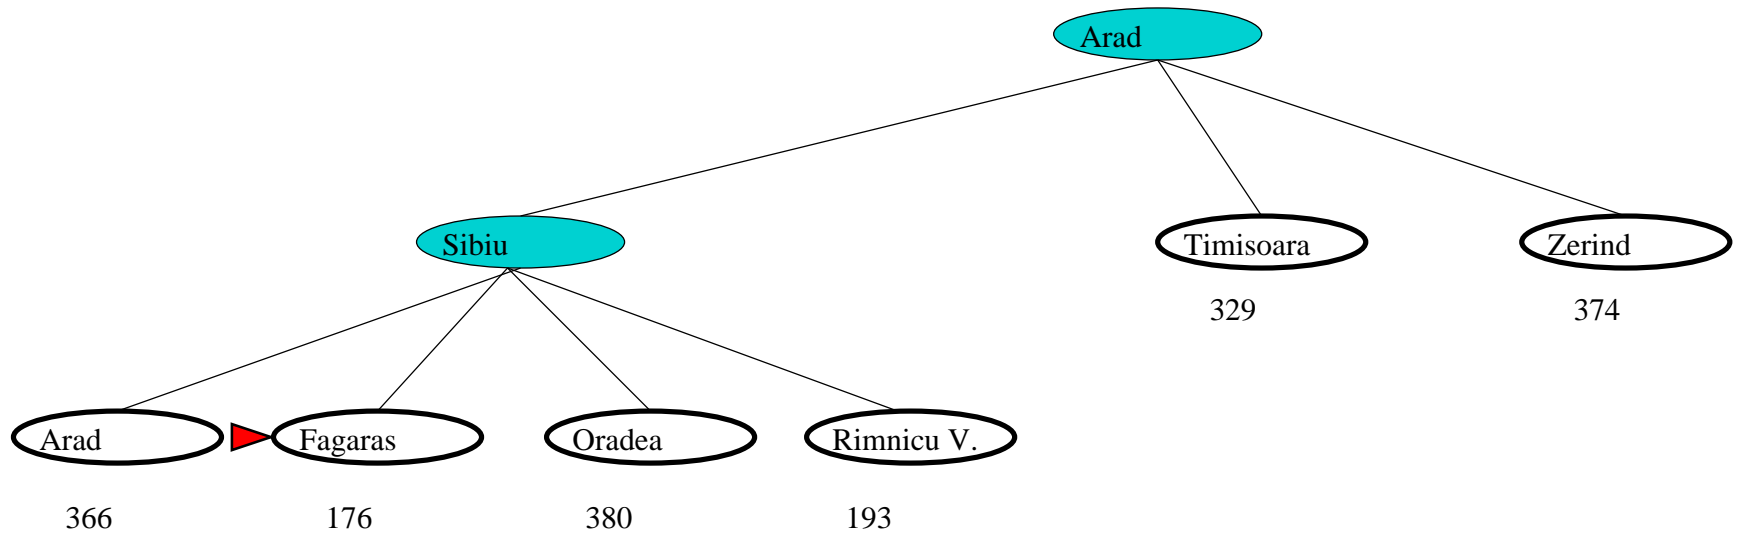 Arad
Sibiu
Timisoara
Zerind
329
374
Arad
Fagaras
Oradea
Rimnicu V.
366
176
380
193